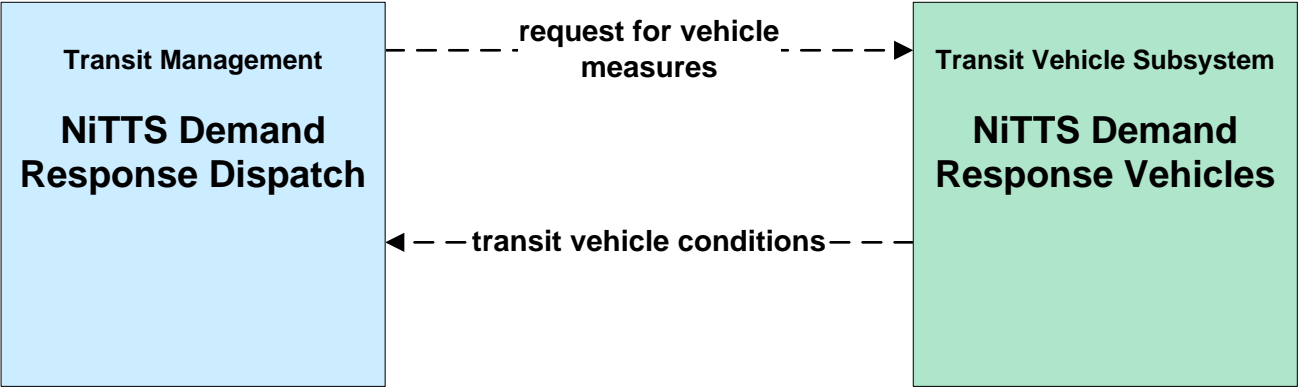 Transit Management
NiTTS Demand
Response Dispatch
request for vehicle
measures
transit vehicle conditions
Transit Vehicle Subsystem
NiTTS Demand
Response Vehicles